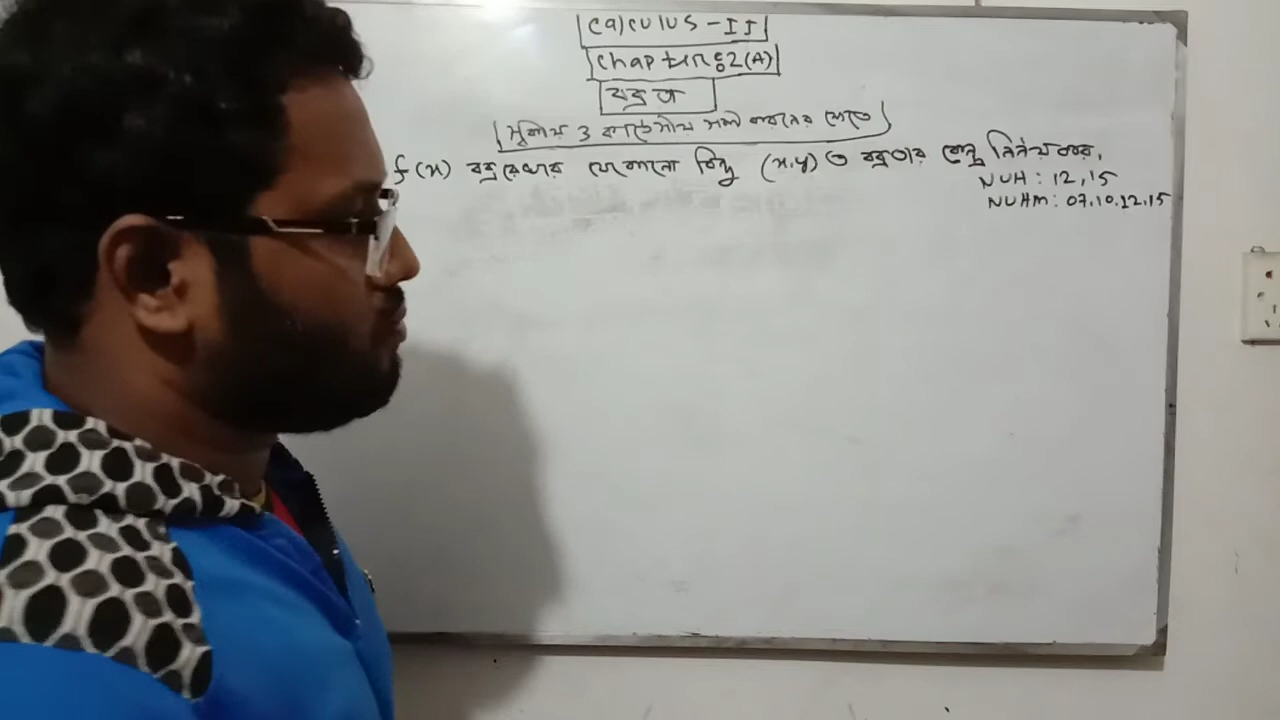 Calculus - II
Chapter : 2(A)
বক্রতা
পোলার ও কার্তেসীয় সমীকরণের ক্ষেত্রে
f(x) বক্ররেখার যেকোনো বিন্দু (x,y) তে বক্রতার কেন্দ্র নির্ণয় কর।
NUH : 12,15
NUHM : 07.10.12.15